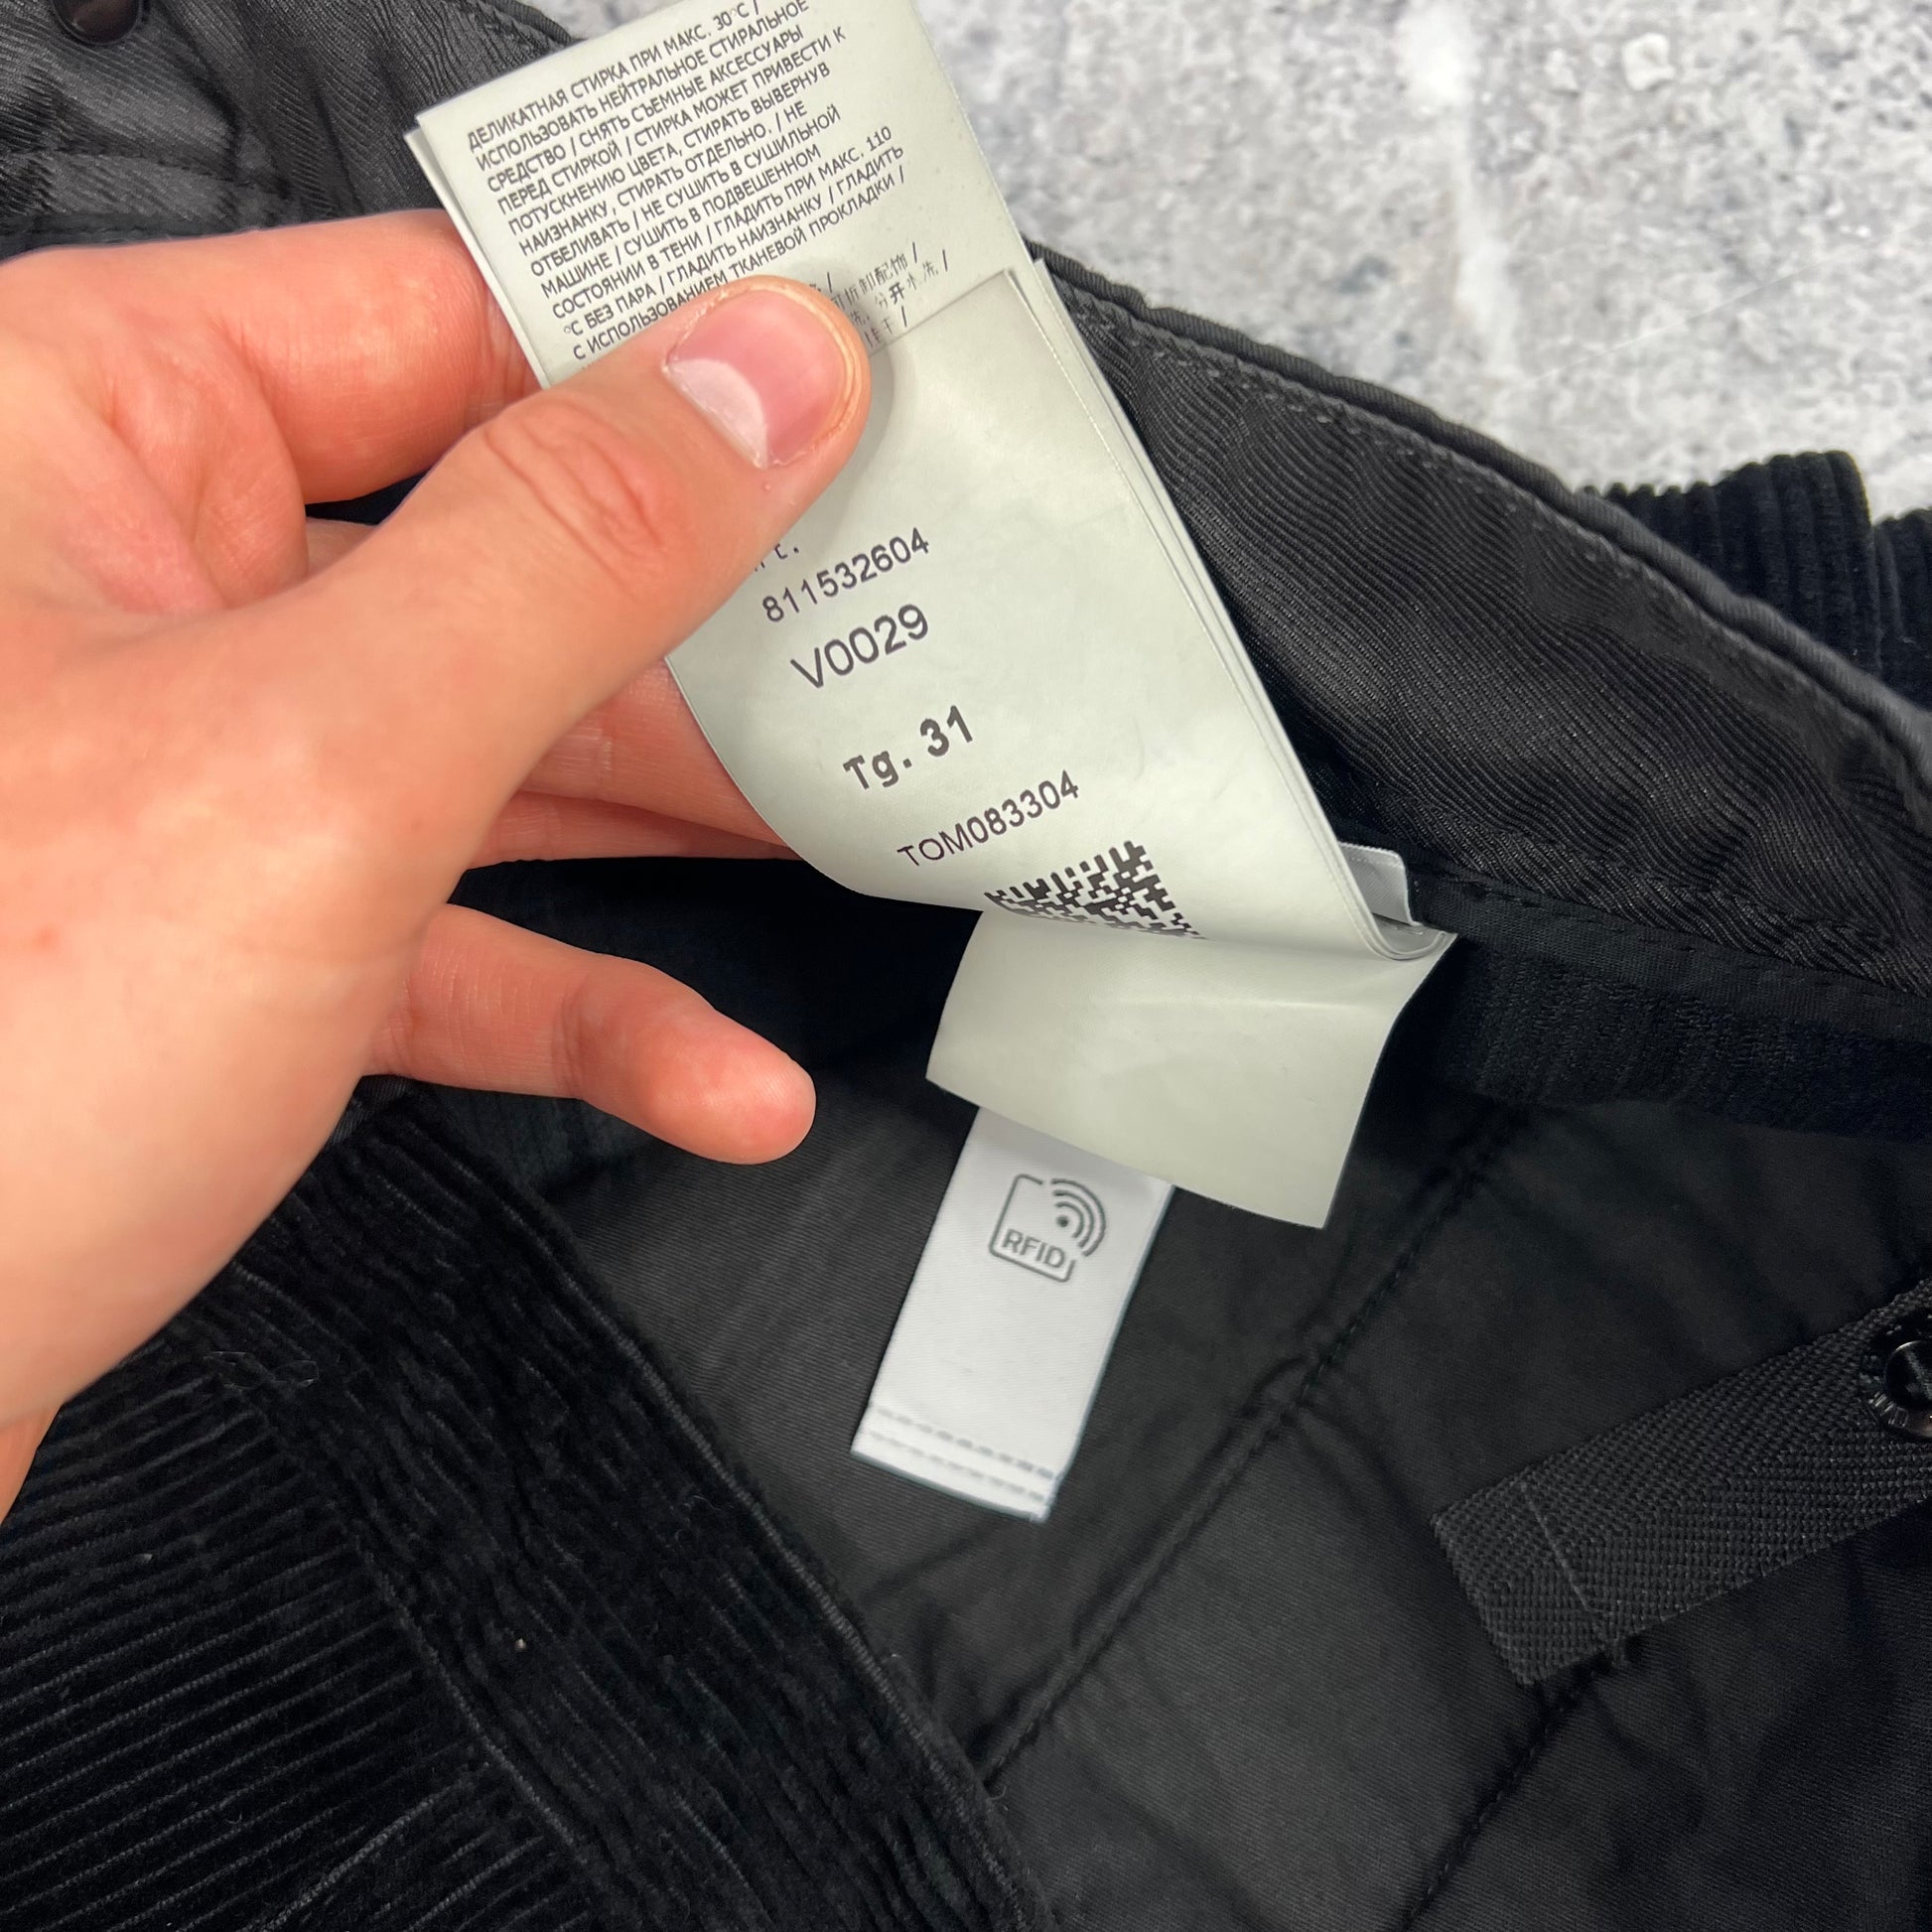 ДЕЛИКАТНАЯ СТИРКА ПРИ МАКС. 30°C /
ИСПОЛЬЗОВАТЬ НЕЙТРАЛЬНОЕ СТИРАЛЬНОЕ
СРЕДСТВО / СНЯТЬ СЪЕМНЫЕ АКСЕССУАРЫ
ПЕРЕД СТИРКОЙ / СТИРКА МОЖЕТ ПРИВЕСТИ К
ПОТУСКНЕНИЮ ЦВЕТА, СТИРАТЬ ВЫВЕРНУВ
НАИЗНАНКУ, СТИРАТЬ ОТДЕЛЬНО. / НЕ
ОТБЕЛИВАТЬ / НЕ СУШИТЬ В СУШИЛЬНОЙ
МАШИНЕ / СУШИТЬ В ПОДВЕШЕННОМ
СОСТОЯНИИ В ТЕНИ / ГЛАДИТЬ ПРИ МАКС. 110
°C БЕЗ ПАРА / ГЛАДИТЬ НАИЗНАНКУ / ГЛАДИТЬ
С ИСПОЛЬЗОВАНИЕМ ТКАНЕВОЙ ПРОКЛАДКИ /
811532604
V0029
Tg. 31
TOM083304
RFID